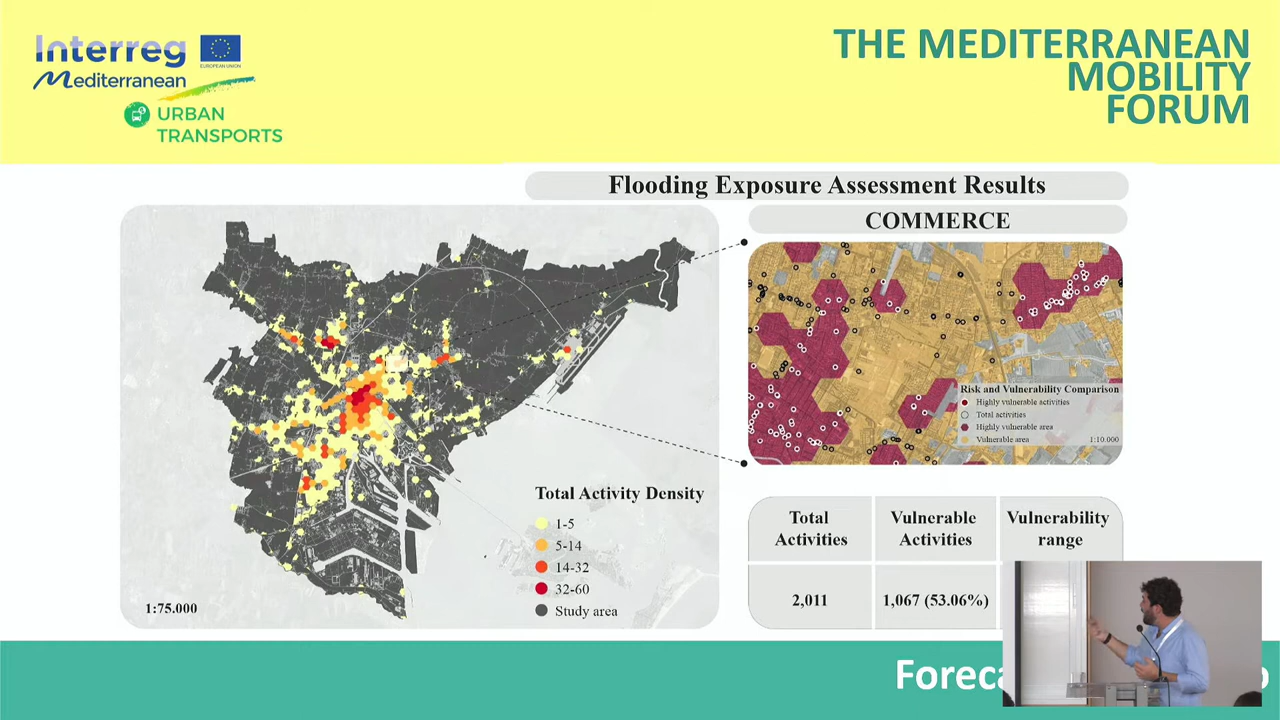 Interreg
EUROPEAN UNION
Mediterranean
URBAN
TRANSPORTS
THE MEDITERRANEAN
MOBILITY
FORUM
Flooding Exposure Assessment Results
COMMERCE
Total Activity Density
1-5
5-14
14-32
32-60
Study area
1:75.000
Risk and Vulnerability Comparison
Highly vulnerable activities
Total activities
Highly vulnerable area
Vulnerable area
1:10.000
Total Activities
Vulnerable Activities
Vulnerability range
2,011
1,067 (53.06%)